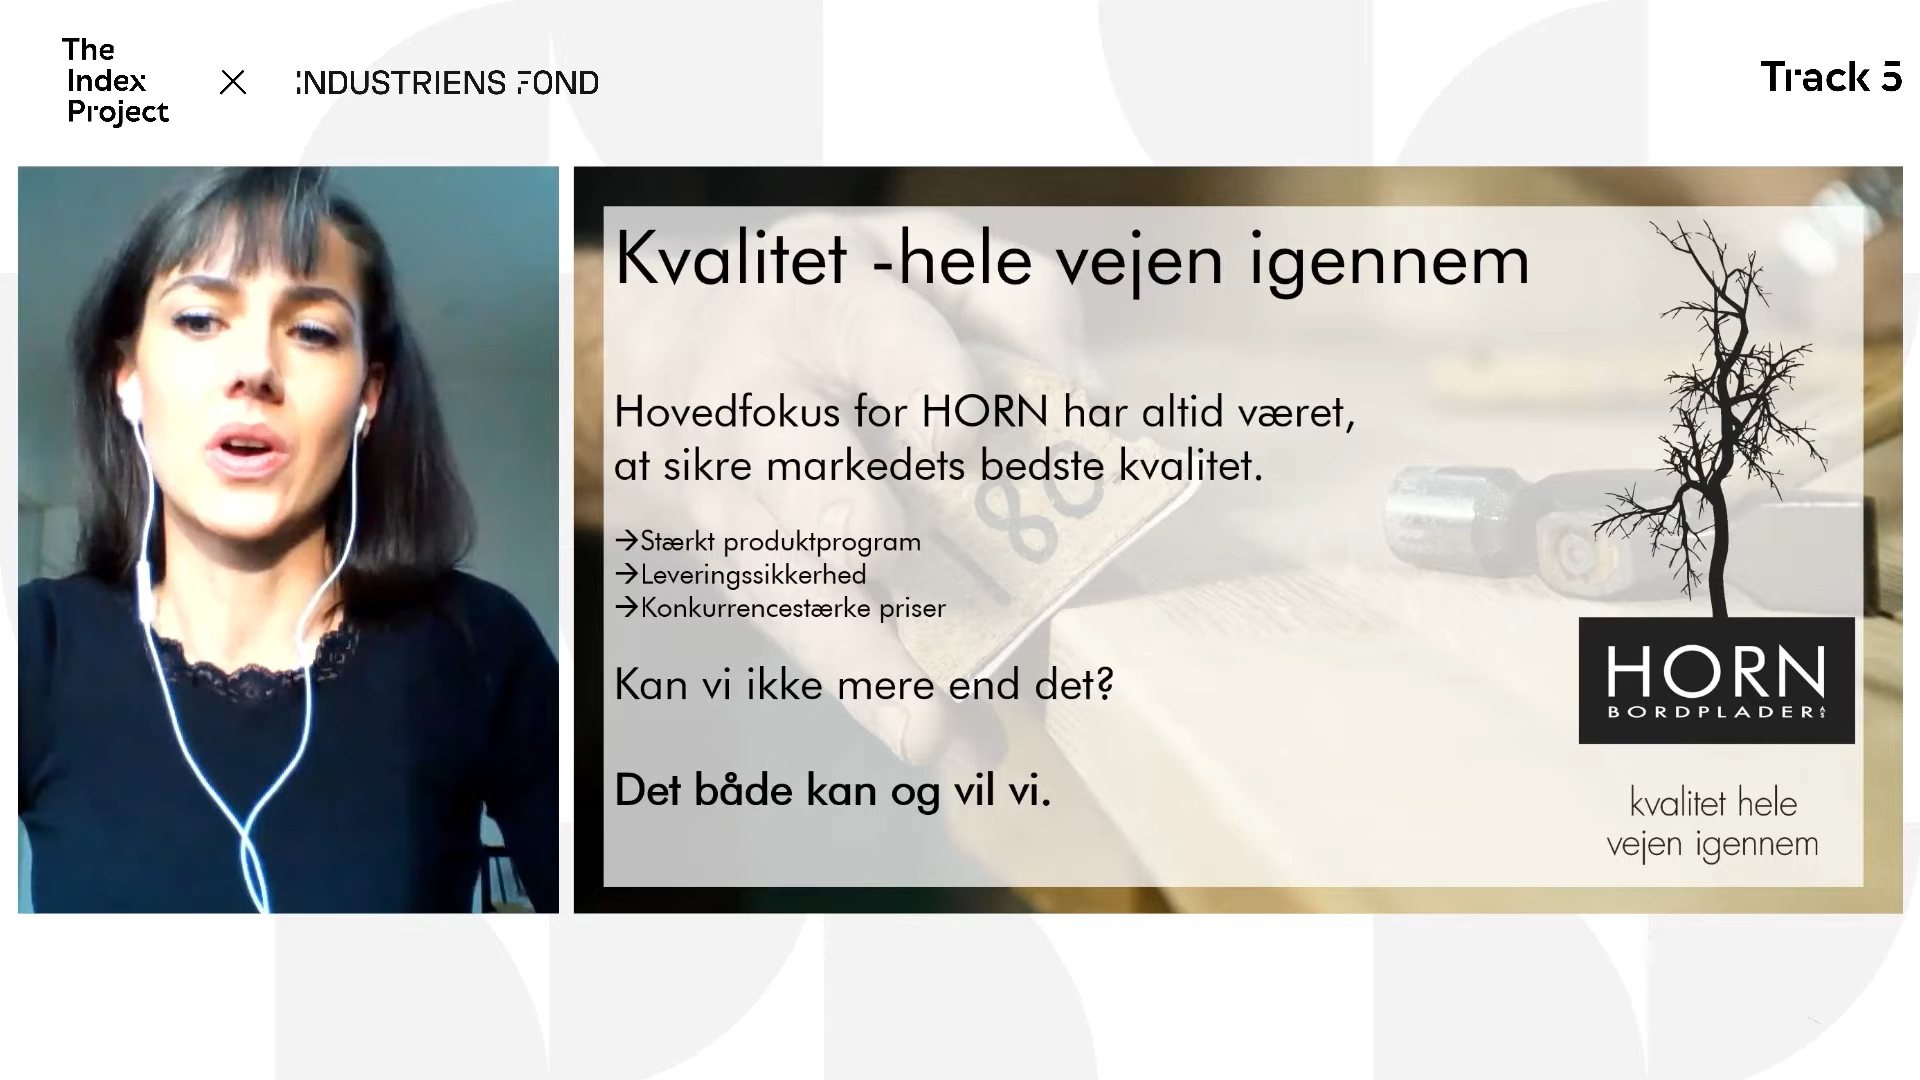 The
Index
Project
INDUSTRIENS FOND
Track 5
Kvalitet -hele vejen igennem
Hovedfokus for HORN har altid været,
at sikre markedets bedste kvalitet.
→Stærkt produktprogram
→Leveringssikkerhed
→Konkurrencestærke priser
Kan vi ikke mere end det?
Det både kan og vil vi.
80
HORN
BORDPLADER A/S
kvalitet hele
vejen igennem